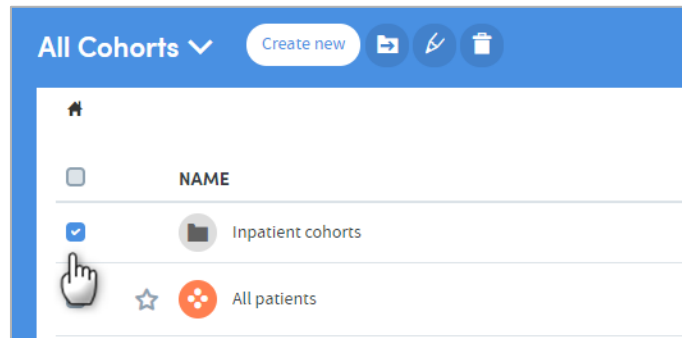 All Cohorts
Create new
NAME
Inpatient cohorts
All patients